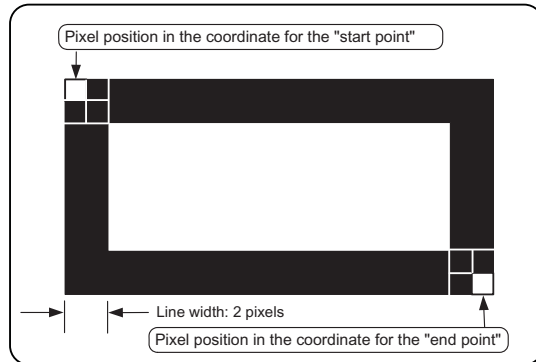 Pixel position in the coordinate for the "start point"
Line width: 2 pixels
Pixel position in the coordinate for the "end point"